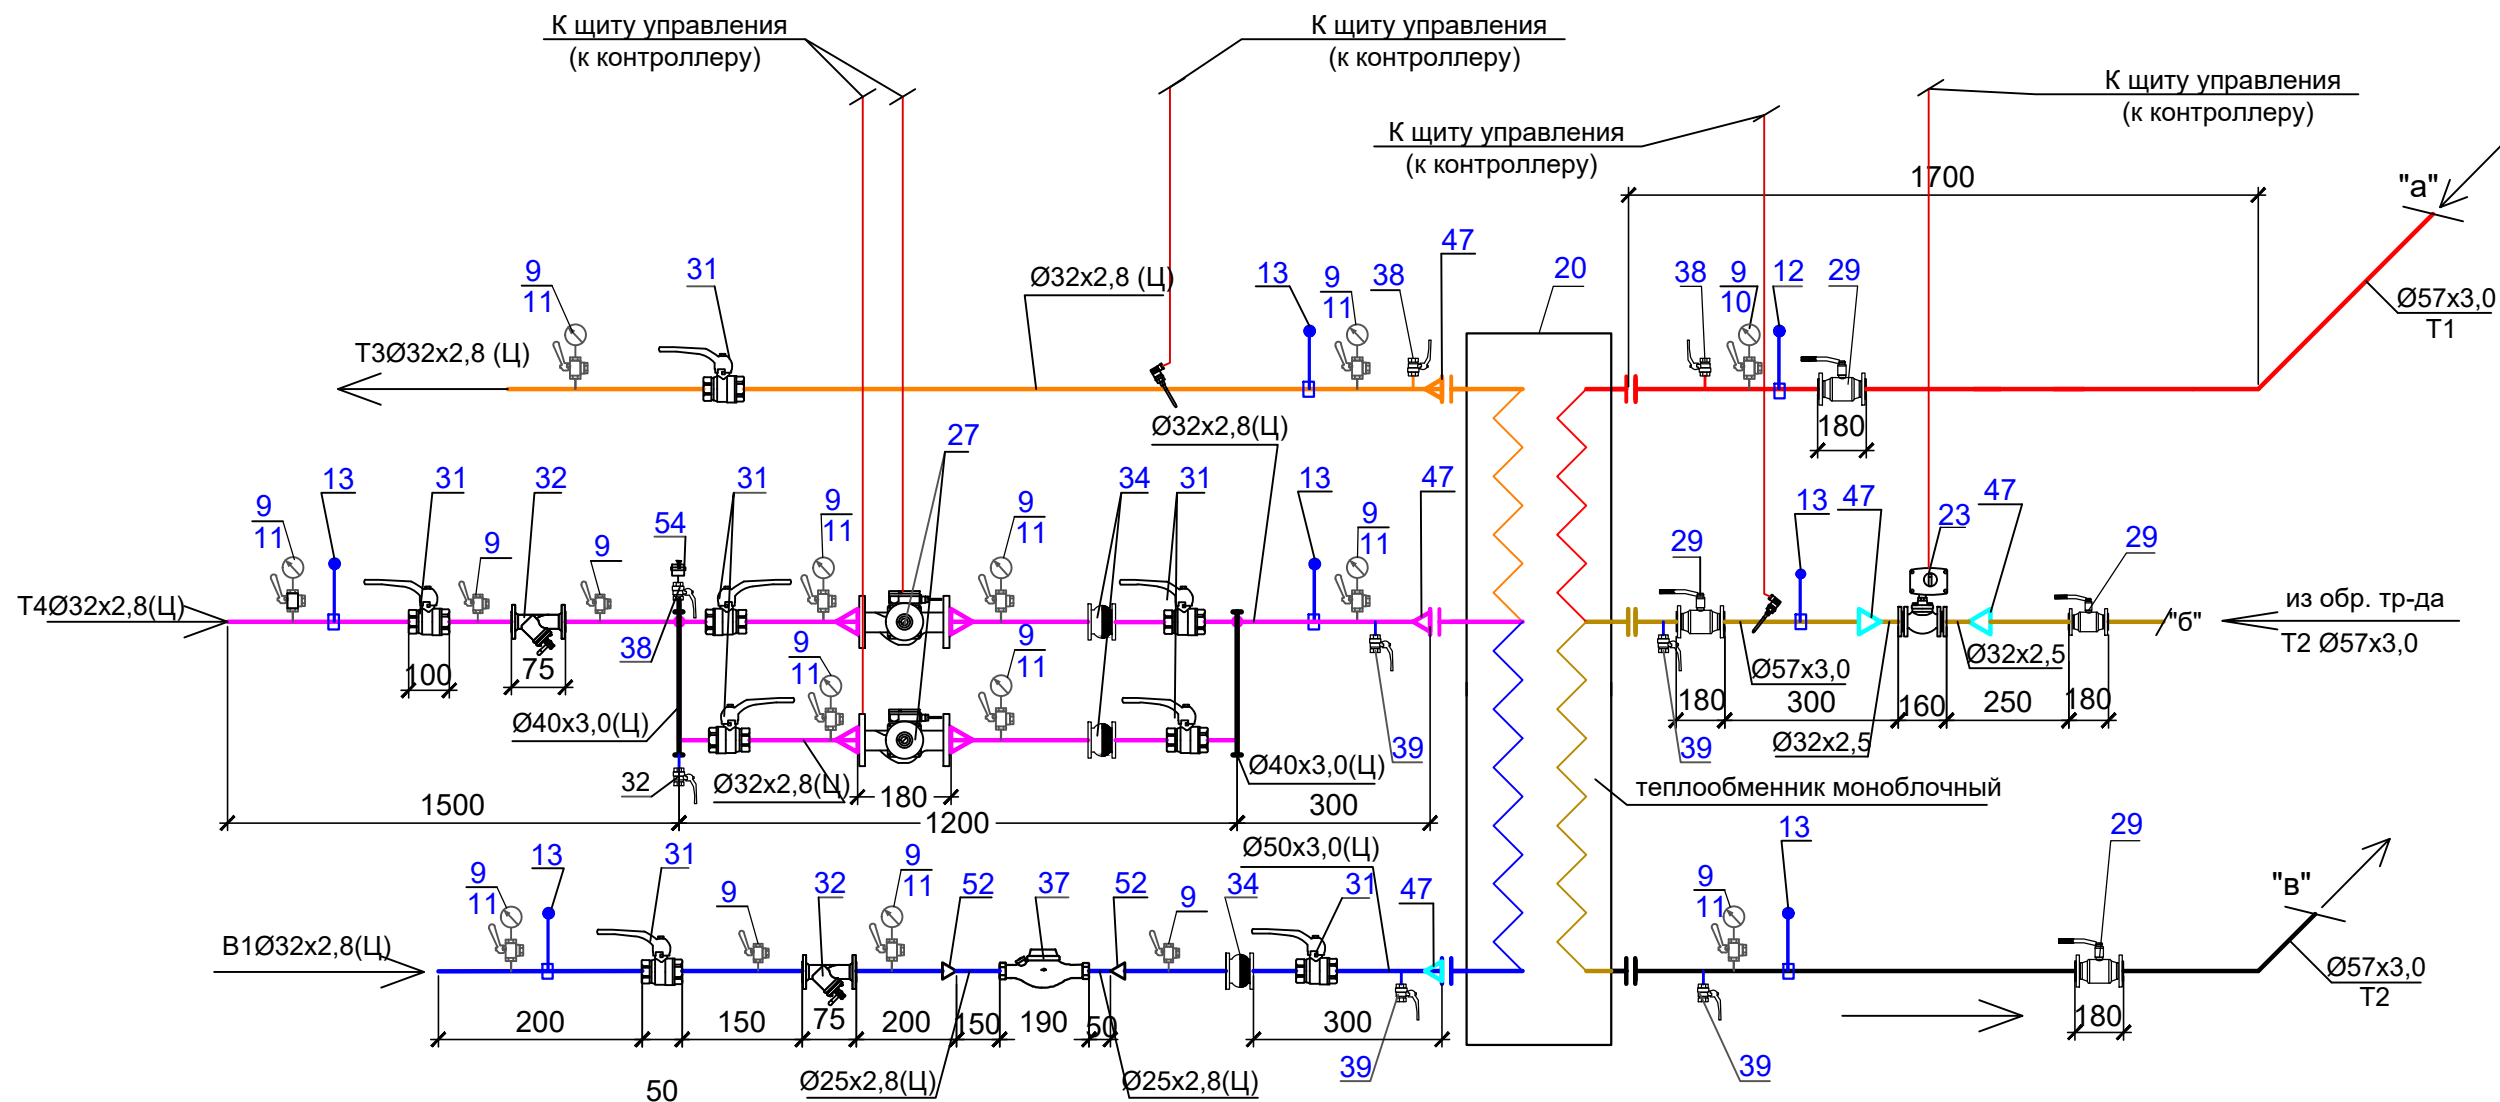 К щиту управления
(к контроллеру)
К щиту управления
(к контроллеру)
К щиту управления
(к контроллеру)
К щиту управления
(к контроллеру)
1700
"а"
Ø57х3,0
Т1
9
11
31
Ø32х2,8 (Ц)
13
9
11
38
47
20
38
9
10
12
29
Т3Ø32х2,8 (Ц)
180
Ø32х2,8(Ц)
27
9
11
13
31
32
9
9
54
31
9
11
9
11
34
31
13
9
11
47
29
13
47
23
47
29
Т4Ø32х2,8(Ц)
"б"
из обр. тр-да
Т2 Ø57х3,0
38
9
11
9
11
100
75
Ø40х3,0(Ц)
32
Ø32х2,8(Ц)
180
Ø40х3,0(Ц)
39
39
Ø57х3,0
Ø32х2,5
Ø32х2,5
180
300
160
250
180
теплообменник моноблочный
1500
1200
300
9
11
13
31
9
32
9
11
52
37
52
9
34
Ø50х3,0(Ц)
31
47
9
11
13
29
"в"
В1Ø32х2,8(Ц)
Ø57х3,0
Т2
200
150
75
200
150
190
50
300
180
39
39
50
Ø25х2,8(Ц)
Ø25х2,8(Ц)